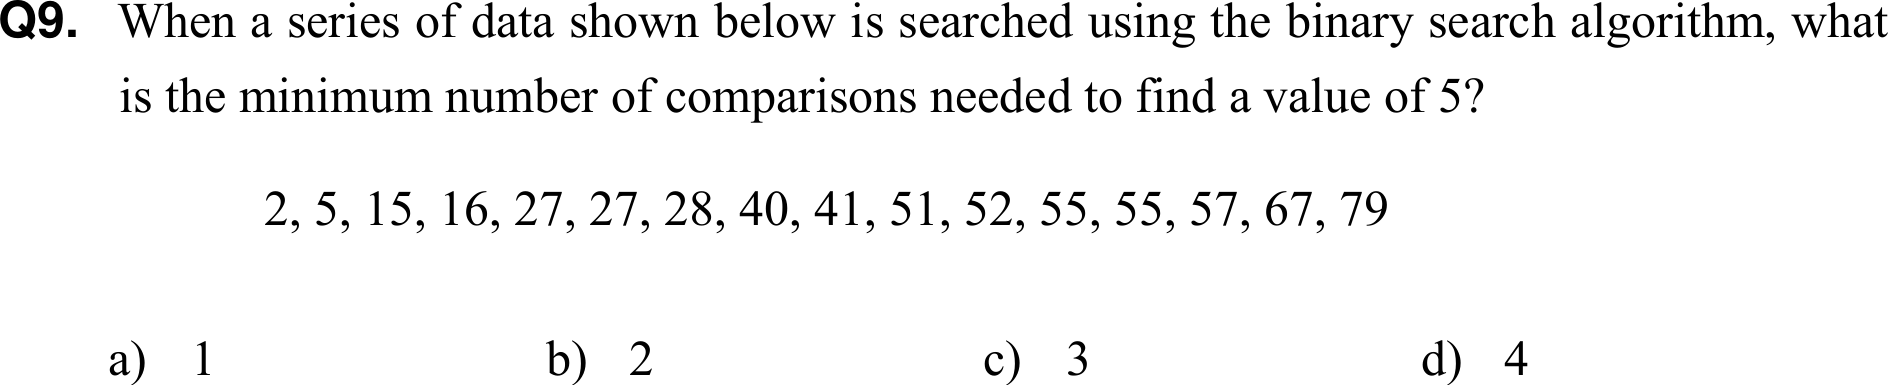 Q9. When a series of data shown below is searched using the binary search algorithm, what
is the minimum number of comparisons needed to find a value of 5?
2, 5, 15, 16, 27, 27, 28, 40, 41, 51, 52, 55, 55, 57, 67, 79
a) 1 b) 2 c) 3 d) 4